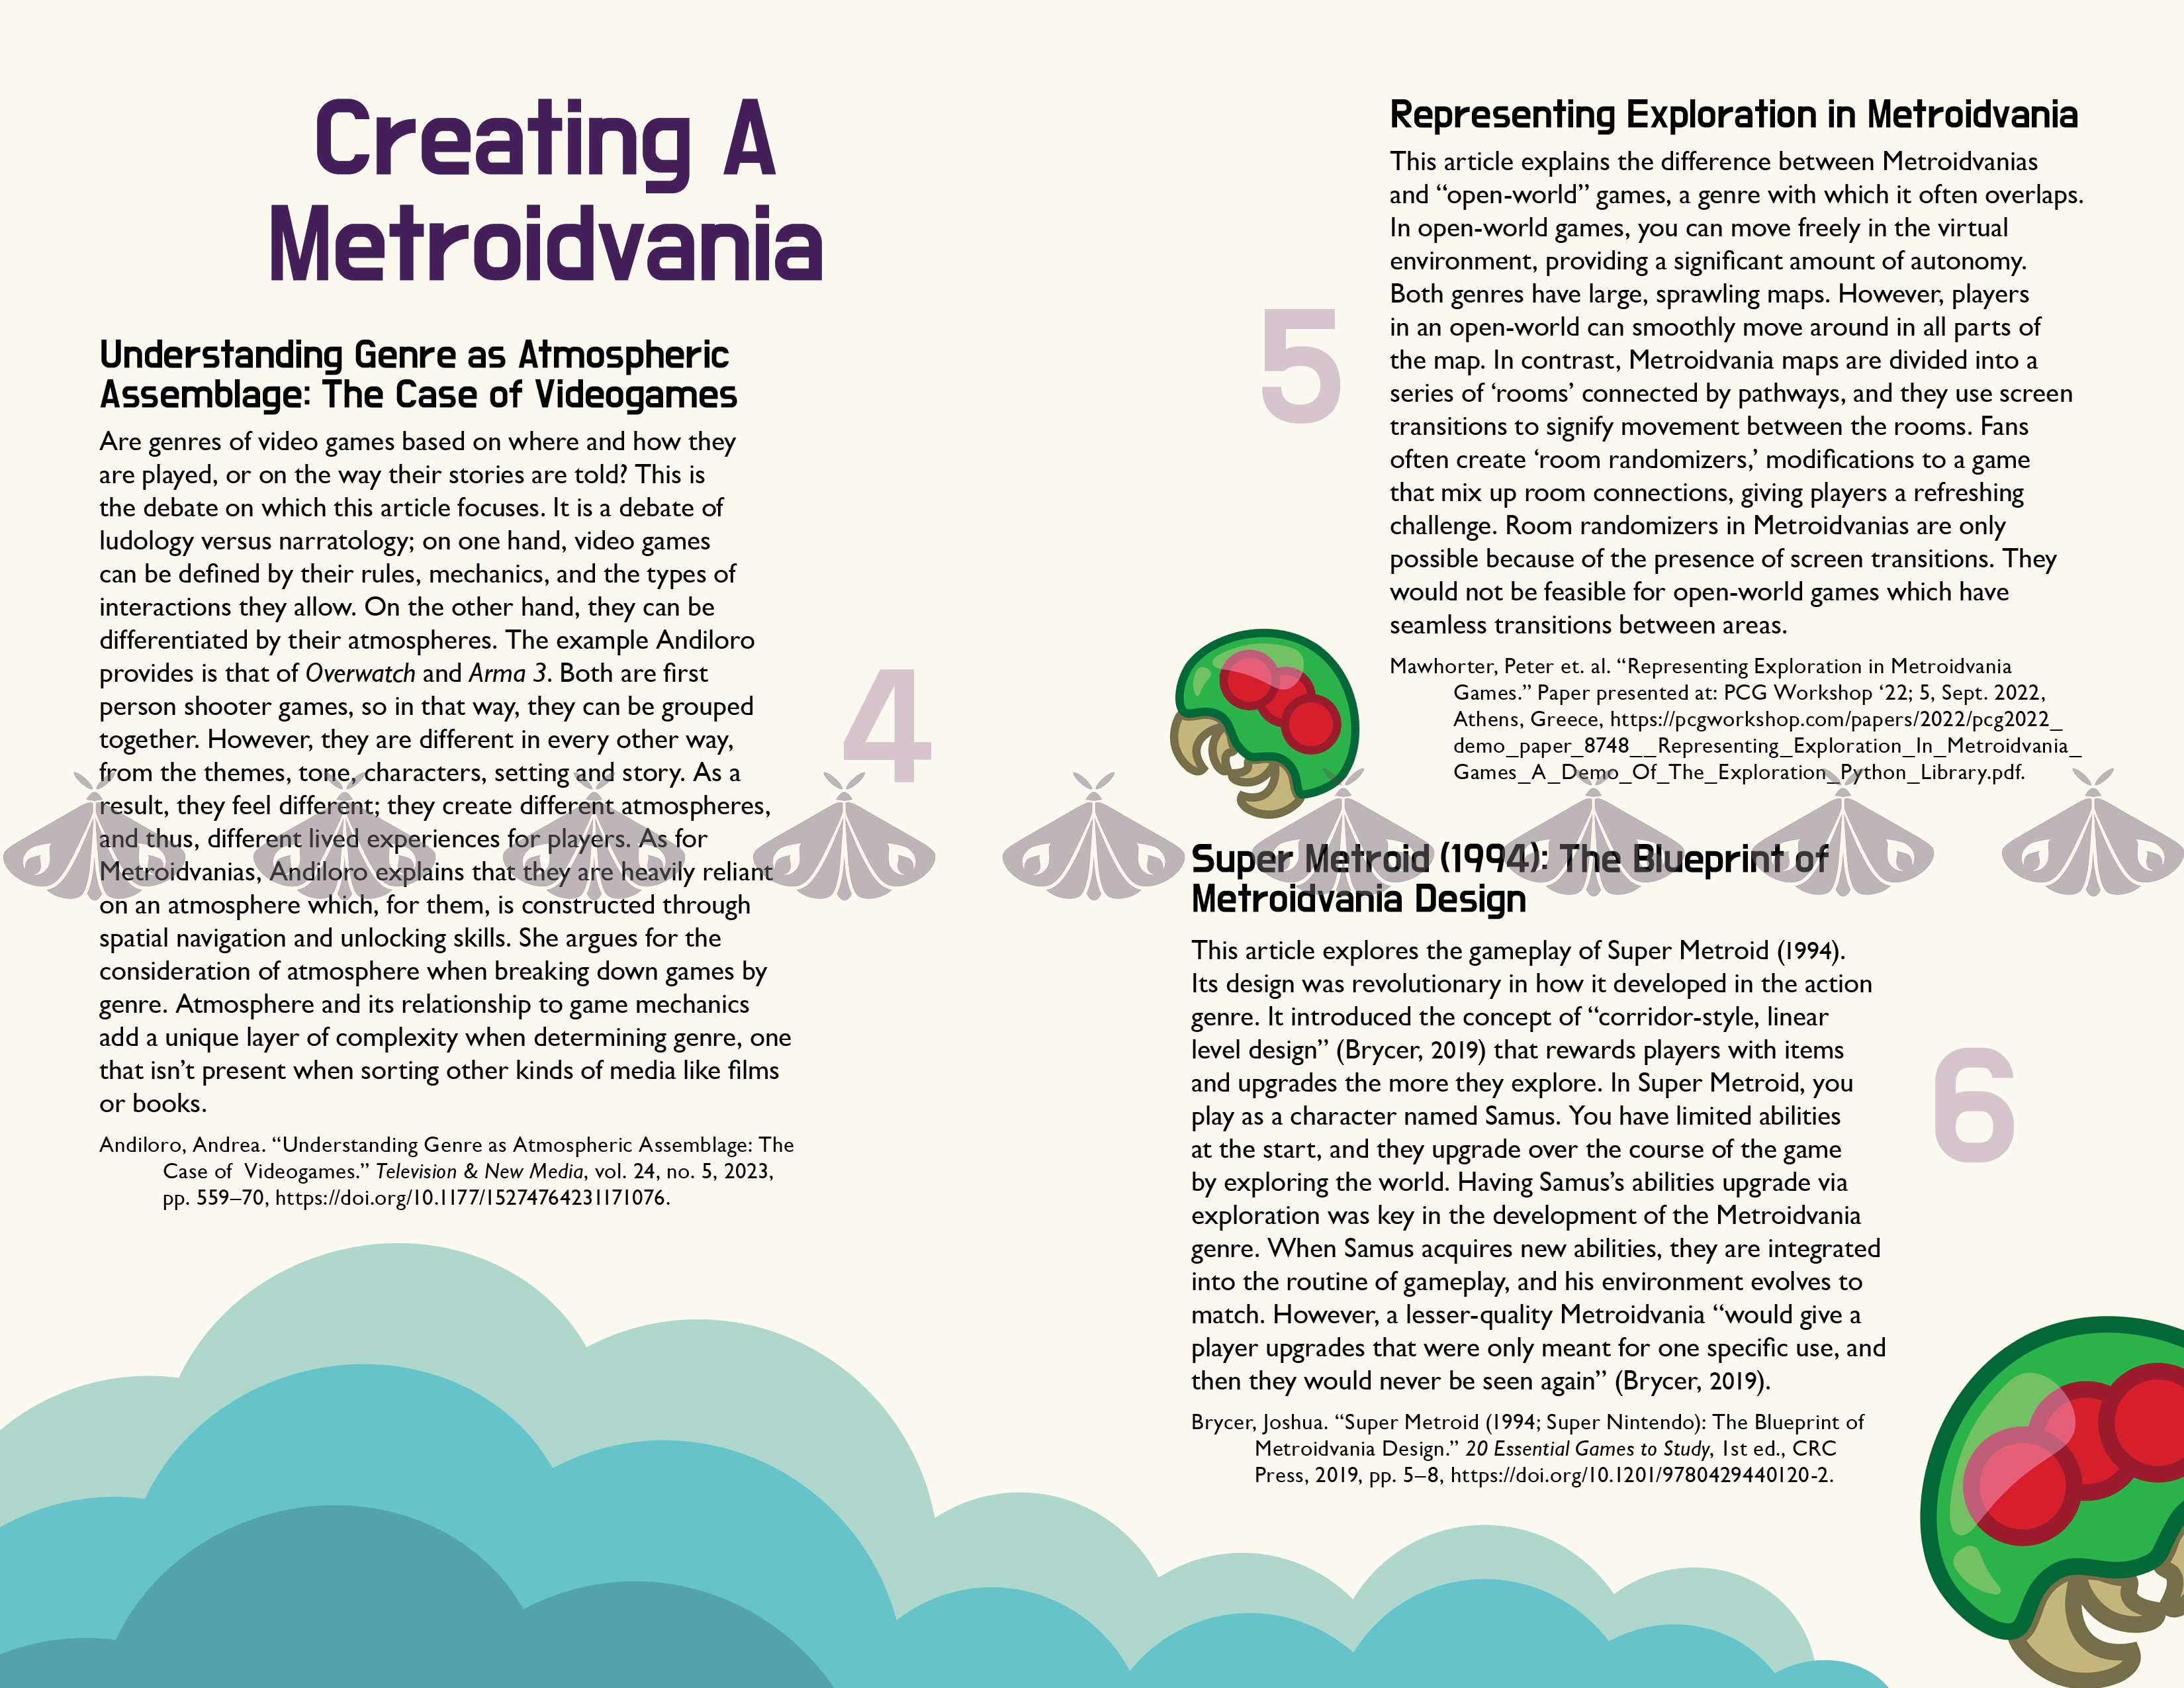 Creating A
Metroidvania
Understanding Genre as Atmospheric
Assemblage: The Case of Videogames
Are genres of video games based on where and how they
are played, or on the way their stories are told? This is
the debate on which this article focuses. It is a debate of
ludology versus narratology; on one hand, video games
can be defined by their rules, mechanics, and the types of
interactions they allow. On the other hand, they can be
differentiated by their atmospheres. The example Andiloro
provides is that of Overwatch and Arma 3. Both are first
person shooter games, so in that way, they can be grouped
together. However, they are different in every other way,
from the themes, tone, characters, setting and story. As a
result, they feel different; they create different atmospheres,
and thus, different lived experiences for players. As for
Metroidvanias, Andiloro explains that they are heavily reliant
on an atmosphere which, for them, is constructed through
spatial navigation and unlocking skills. She argues for the
consideration of atmosphere when breaking down games by
genre. Atmosphere and its relationship to game mechanics
add a unique layer of complexity when determining genre, one
that isn’t present when sorting other kinds of media like films
or books.
Andiloro, Andrea. “Understanding Genre as Atmospheric Assemblage: The
Case of Videogames.” Television & New Media, vol. 24, no. 5, 2023,
pp. 559–70, https://doi.org/10.1177/15274764231171076.
4
5
Representing Exploration in Metroidvania
This article explains the difference between Metroidvanias
and “open-world” games, a genre with which it often overlaps.
In open-world games, you can move freely in the virtual
environment, providing a significant amount of autonomy.
Both genres have large, sprawling maps. However, players
in an open-world can smoothly move around in all parts of
the map. In contrast, Metroidvania maps are divided into a
series of ‘rooms’ connected by pathways, and they use screen
transitions to signify movement between the rooms. Fans
often create ‘room randomizers,’ modifications to a game
that mix up room connections, giving players a refreshing
challenge. Room randomizers in Metroidvanias are only
possible because of the presence of screen transitions. They
would not be feasible for open-world games which have
seamless transitions between areas.
Mawhorter, Peter et. al. “Representing Exploration in Metroidvania
Games.” Paper presented at: PCG Workshop ‘22; 5, Sept. 2022,
Athens, Greece, https://pcgworkshop.com/papers/2022/pcg2022_
demo_paper_8748__Representing_Exploration_In_Metroidvania_
Games_A_Demo_Of_The_Exploration_Python_Library.pdf.
Super Metroid (1994): The Blueprint of
Metroidvania Design
This article explores the gameplay of Super Metroid (1994).
Its design was revolutionary in how it developed in the action
genre. It introduced the concept of “corridor-style, linear
level design” (Brycer, 2019) that rewards players with items
and upgrades the more they explore. In Super Metroid, you
play as a character named Samus. You have limited abilities
at the start, and they upgrade over the course of the game
by exploring the world. Having Samus’s abilities upgrade via
exploration was key in the development of the Metroidvania
genre. When Samus acquires new abilities, they are integrated
into the routine of gameplay, and his environment evolves to
match. However, a lesser-quality Metroidvania “would give a
player upgrades that were only meant for one specific use, and
then they would never be seen again” (Brycer, 2019).
Brycer, Joshua. “Super Metroid (1994; Super Nintendo): The Blueprint of
Metroidvania Design.” 20 Essential Games to Study, 1st ed., CRC
Press, 2019, pp. 5–8, https://doi.org/10.1201/9780429440120-2.
6